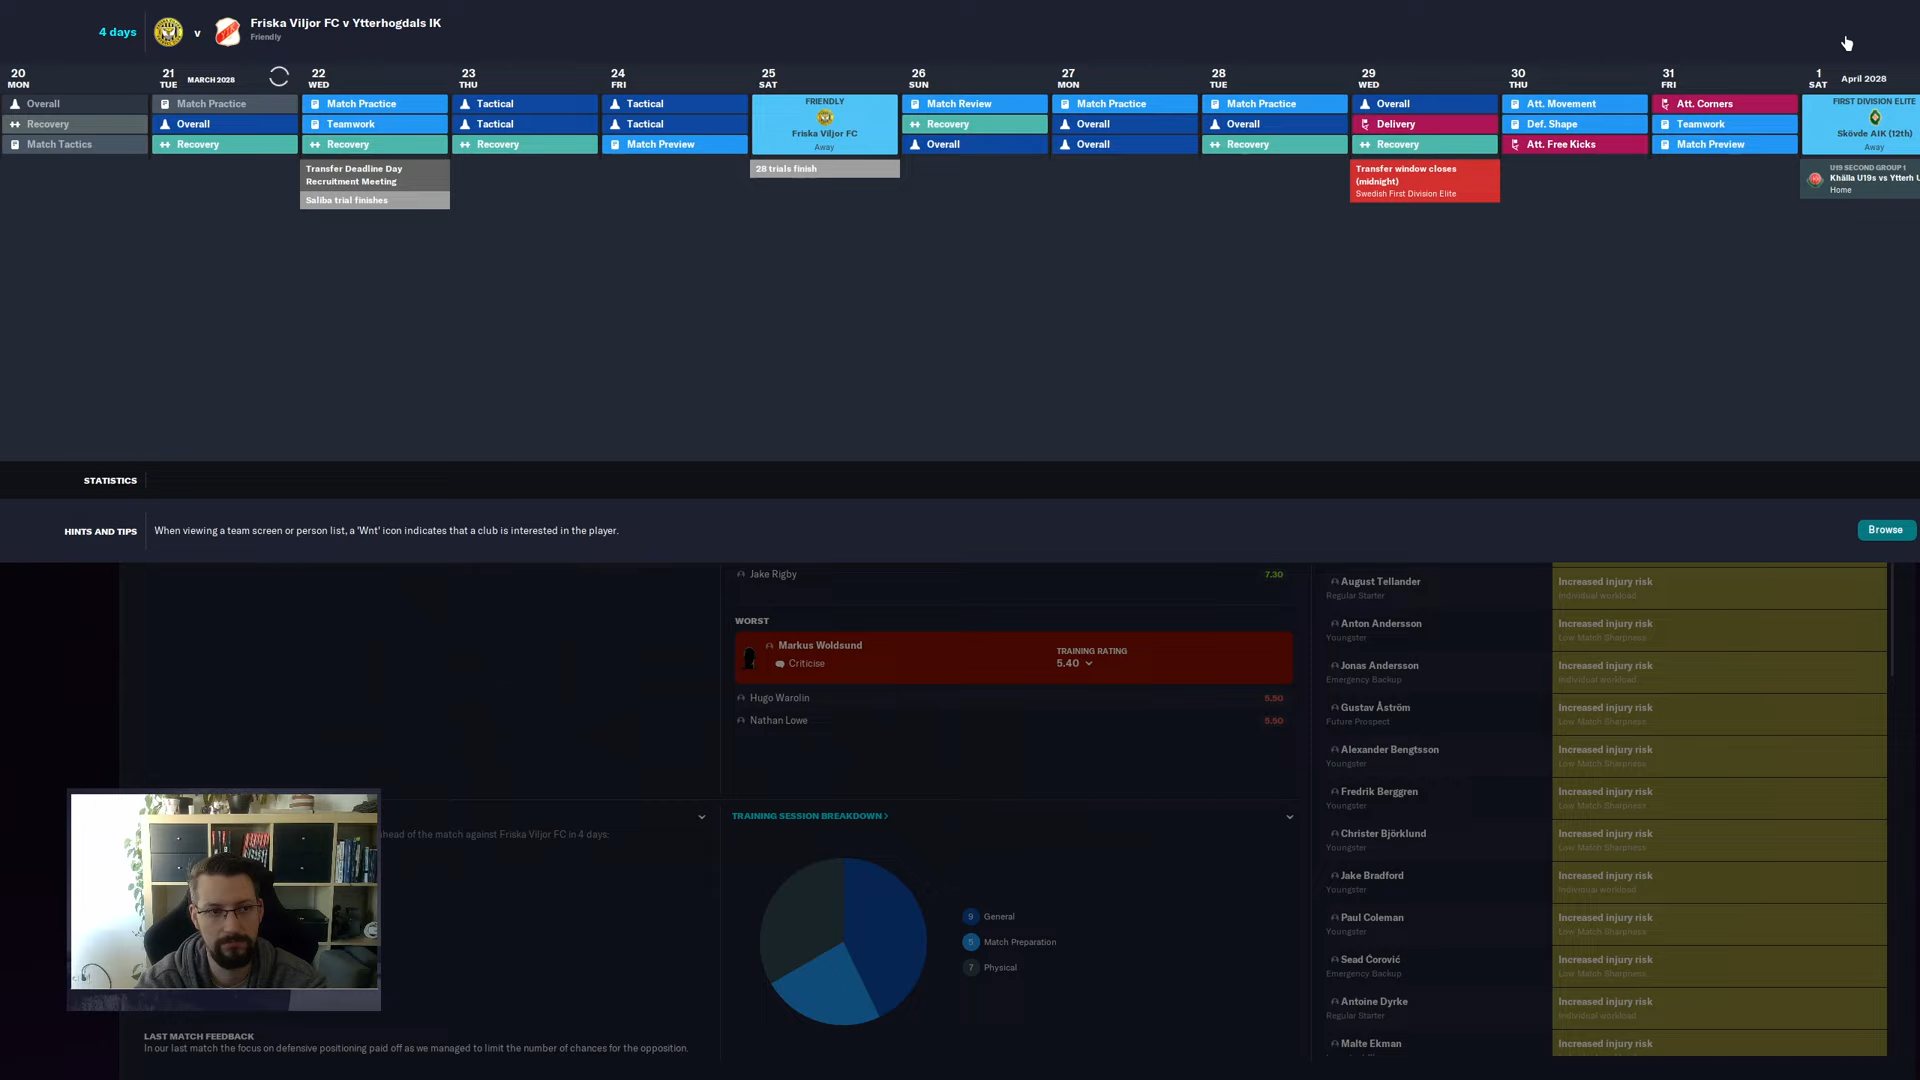 4 days
v
Friska Viljor FC v Ytterhogdals IK
Friendly
20
MON
21
TUE
MARCH 2028
22
WED
23
THU
24
FRI
25
SAT
26
SUN
27
MON
28
TUE
29
WED
30
THU
31
FRI
1
SAT
April 2028
Overall
Recovery
Match Tactics
Match Practice
Overall
Recovery
Match Practice
Teamwork
Recovery
Transfer Deadline Day
Recruitment Meeting
Saliba trial finishes
Tactical
Tactical
Recovery
Tactical
Tactical
Match Preview
FRIENDLY
Friska Viljor FC
Away
28 trials finish
Match Review
Recovery
Overall
Match Practice
Overall
Overall
Match Practice
Overall
Recovery
Overall
Delivery
Recovery
Transfer window closes
(midnight)
Swedish First Division Elite
Att. Movement
Def. Shape
Att. Free Kicks
Att. Corners
Teamwork
Match Preview
FIRST DIVISION ELITE
Skövde AIK (12th)
Away
U19 SECOND GROUP 1
Khälla U19s vs Ytterh U
Home
STATISTICS
HINTS AND TIPS
When viewing a team screen or person list, a 'Wnt' icon indicates that a club is interested in the player.
Browse
Jake Rigby
7.30
WORST
Markus Woldsund
Criticise
TRAINING RATING
5.40
Hugo Warolin
5.50
Nathan Lowe
5.50
ahead of the match against Friska Viljor FC in 4 days:
TRAINING SESSION BREAKDOWN >
9 General
5 Match Preparation
7 Physical
LAST MATCH FEEDBACK
In our last match the focus on defensive positioning paid off as we managed to limit the number of chances for the opposition.
August Tellander
Regular Starter
Increased injury risk
Individual workload
Anton Andersson
Youngster
Increased injury risk
Low Match Sharpness
Jonas Andersson
Emergency Backup
Increased injury risk
Individual workload
Gustav Åström
Future Prospect
Increased injury risk
Low Match Sharpness
Alexander Bengtsson
Youngster
Increased injury risk
Low Match Sharpness
Fredrik Berggren
Youngster
Increased injury risk
Low Match Sharpness
Christer Björklund
Youngster
Increased injury risk
Low Match Sharpness
Jake Bradford
Youngster
Increased injury risk
Individual workload
Paul Coleman
Youngster
Increased injury risk
Low Match Sharpness
Sead Ćorović
Emergency Backup
Increased injury risk
Low Match Sharpness
Antoine Dyrke
Regular Starter
Increased injury risk
Individual workload
Malte Ekman
Increased injury risk